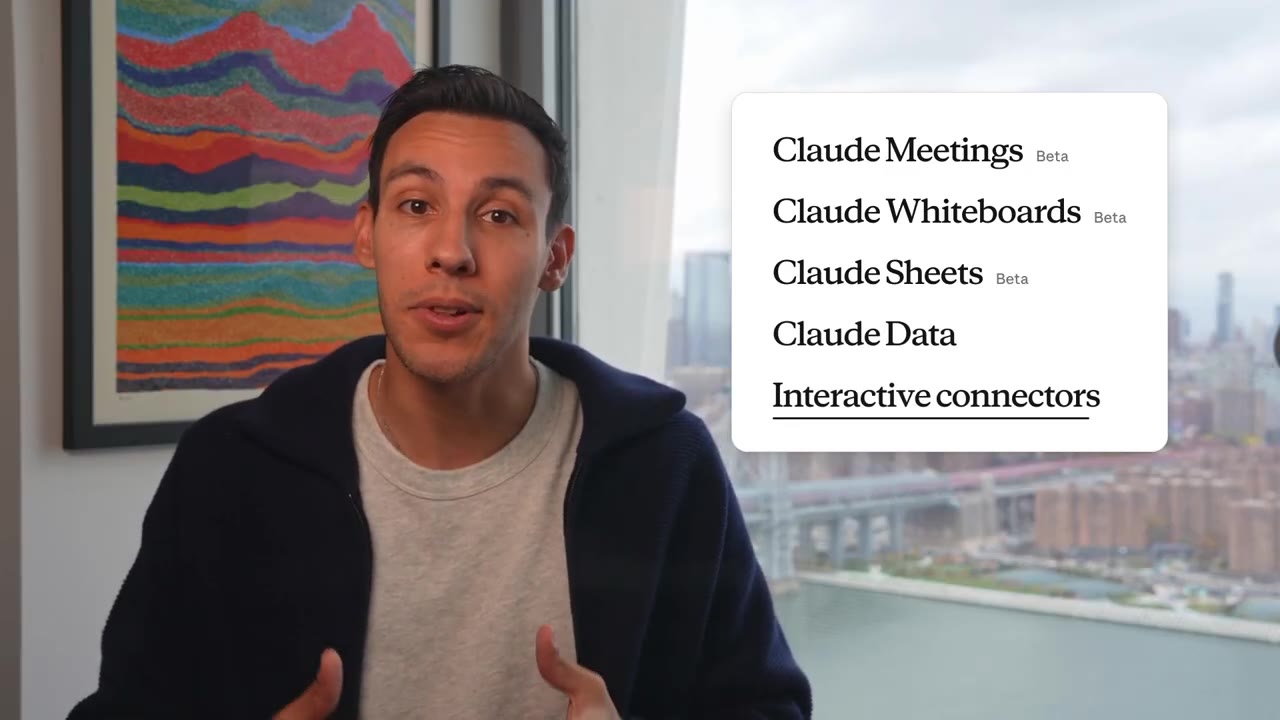 Claude Meetings Beta
Claude Whiteboards Beta
Claude Sheets Beta
Claude Data
Interactive connectors